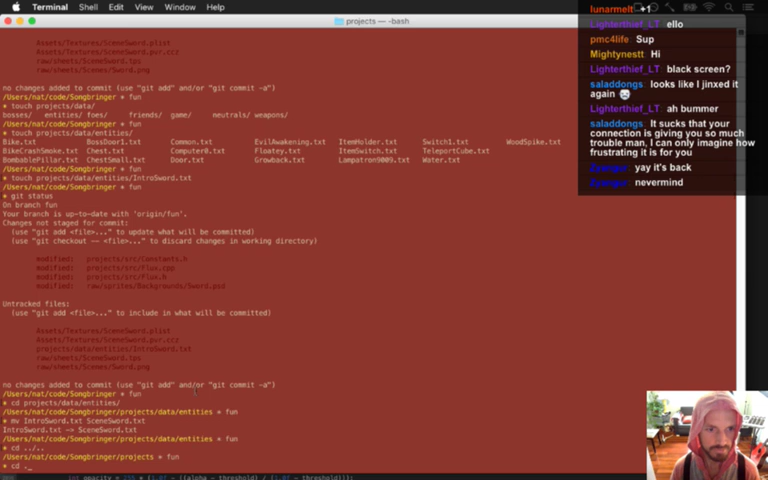 Terminal Shell Edit View Window Help
projects — -bash
Assets/Textures/SceneSword.plist
Assets/Textures/SceneSword.pvr.ccz
raw/sheets/SceneSword.tps
raw/sheets/Sword.png
no changes added to commit (use "git add" and/or "git commit -a")
/Users/nat/code/Songbringer * fun
* touch projects/data/
bosses/ entities/ foes/ friends/ game/ neutrals/ weapons/
/Users/nat/code/Songbringer * fun
* touch projects/data/entities/
Bike.txt BossDoor1.txt Common.txt EvilAwakening.txt ItemHolder.txt Switch1.txt WoodSpike.txt
BikeCrashSmoke.txt Chest.txt Computer0.txt Floatey.txt ItemSwitch.txt TeleportCube.txt
BombablePillar.txt ChestSmall.txt Door.txt Growback.txt Lampatron9009.txt Water.txt
/Users/nat/code/Songbringer * fun
* touch projects/data/entities/IntroSword.txt
/Users/nat/code/Songbringer * fun
* git status
On branch fun
Your branch is up-to-date with 'origin/fun'.
Changes not staged for commit:
(use "git add <file>..." to update what will be committed)
(use "git checkout -- <file>..." to discard changes in working directory)
modified: projects/src/Constants.h
modified: projects/src/Flux.cpp
modified: projects/src/Flux.h
modified: raw/sprites/Backgrounds/Sword.psd
Untracked files:
(use "git add <file>..." to include in what will be committed)
Assets/Textures/SceneSword.plist
Assets/Textures/SceneSword.pvr.ccz
projects/data/entities/IntroSword.txt
raw/sheets/SceneSword.tps
raw/sheets/Sword.png
no changes added to commit (use "git add" and/or "git commit -a")
/Users/nat/code/Songbringer * fun
* cd projects/data/entities/
/Users/nat/code/Songbringer/projects/data/entities * fun
* mv IntroSword.txt SceneSword.txt
IntroSword.txt -> SceneSword.txt
/Users/nat/code/Songbringer/projects/data/entities * fun
* cd ../..
/Users/nat/code/Songbringer/projects * fun
* cd ._
int opacity = 255 * (1.0f - ((alpha - threshold) / (1.0f - threshold)));
lunarmelt +1
Lighterthief_LT ello
pmc4life Sup
Mightynestt Hi
Lighterthief_LT black screen?
saladdongs looks like I jinxed it
again
Lighterthief_LT ah bummer
saladdongs It sucks that your
connection is giving you so much
trouble man, I can only imagine how
frustrating it is for you
yay it's back
nevermind